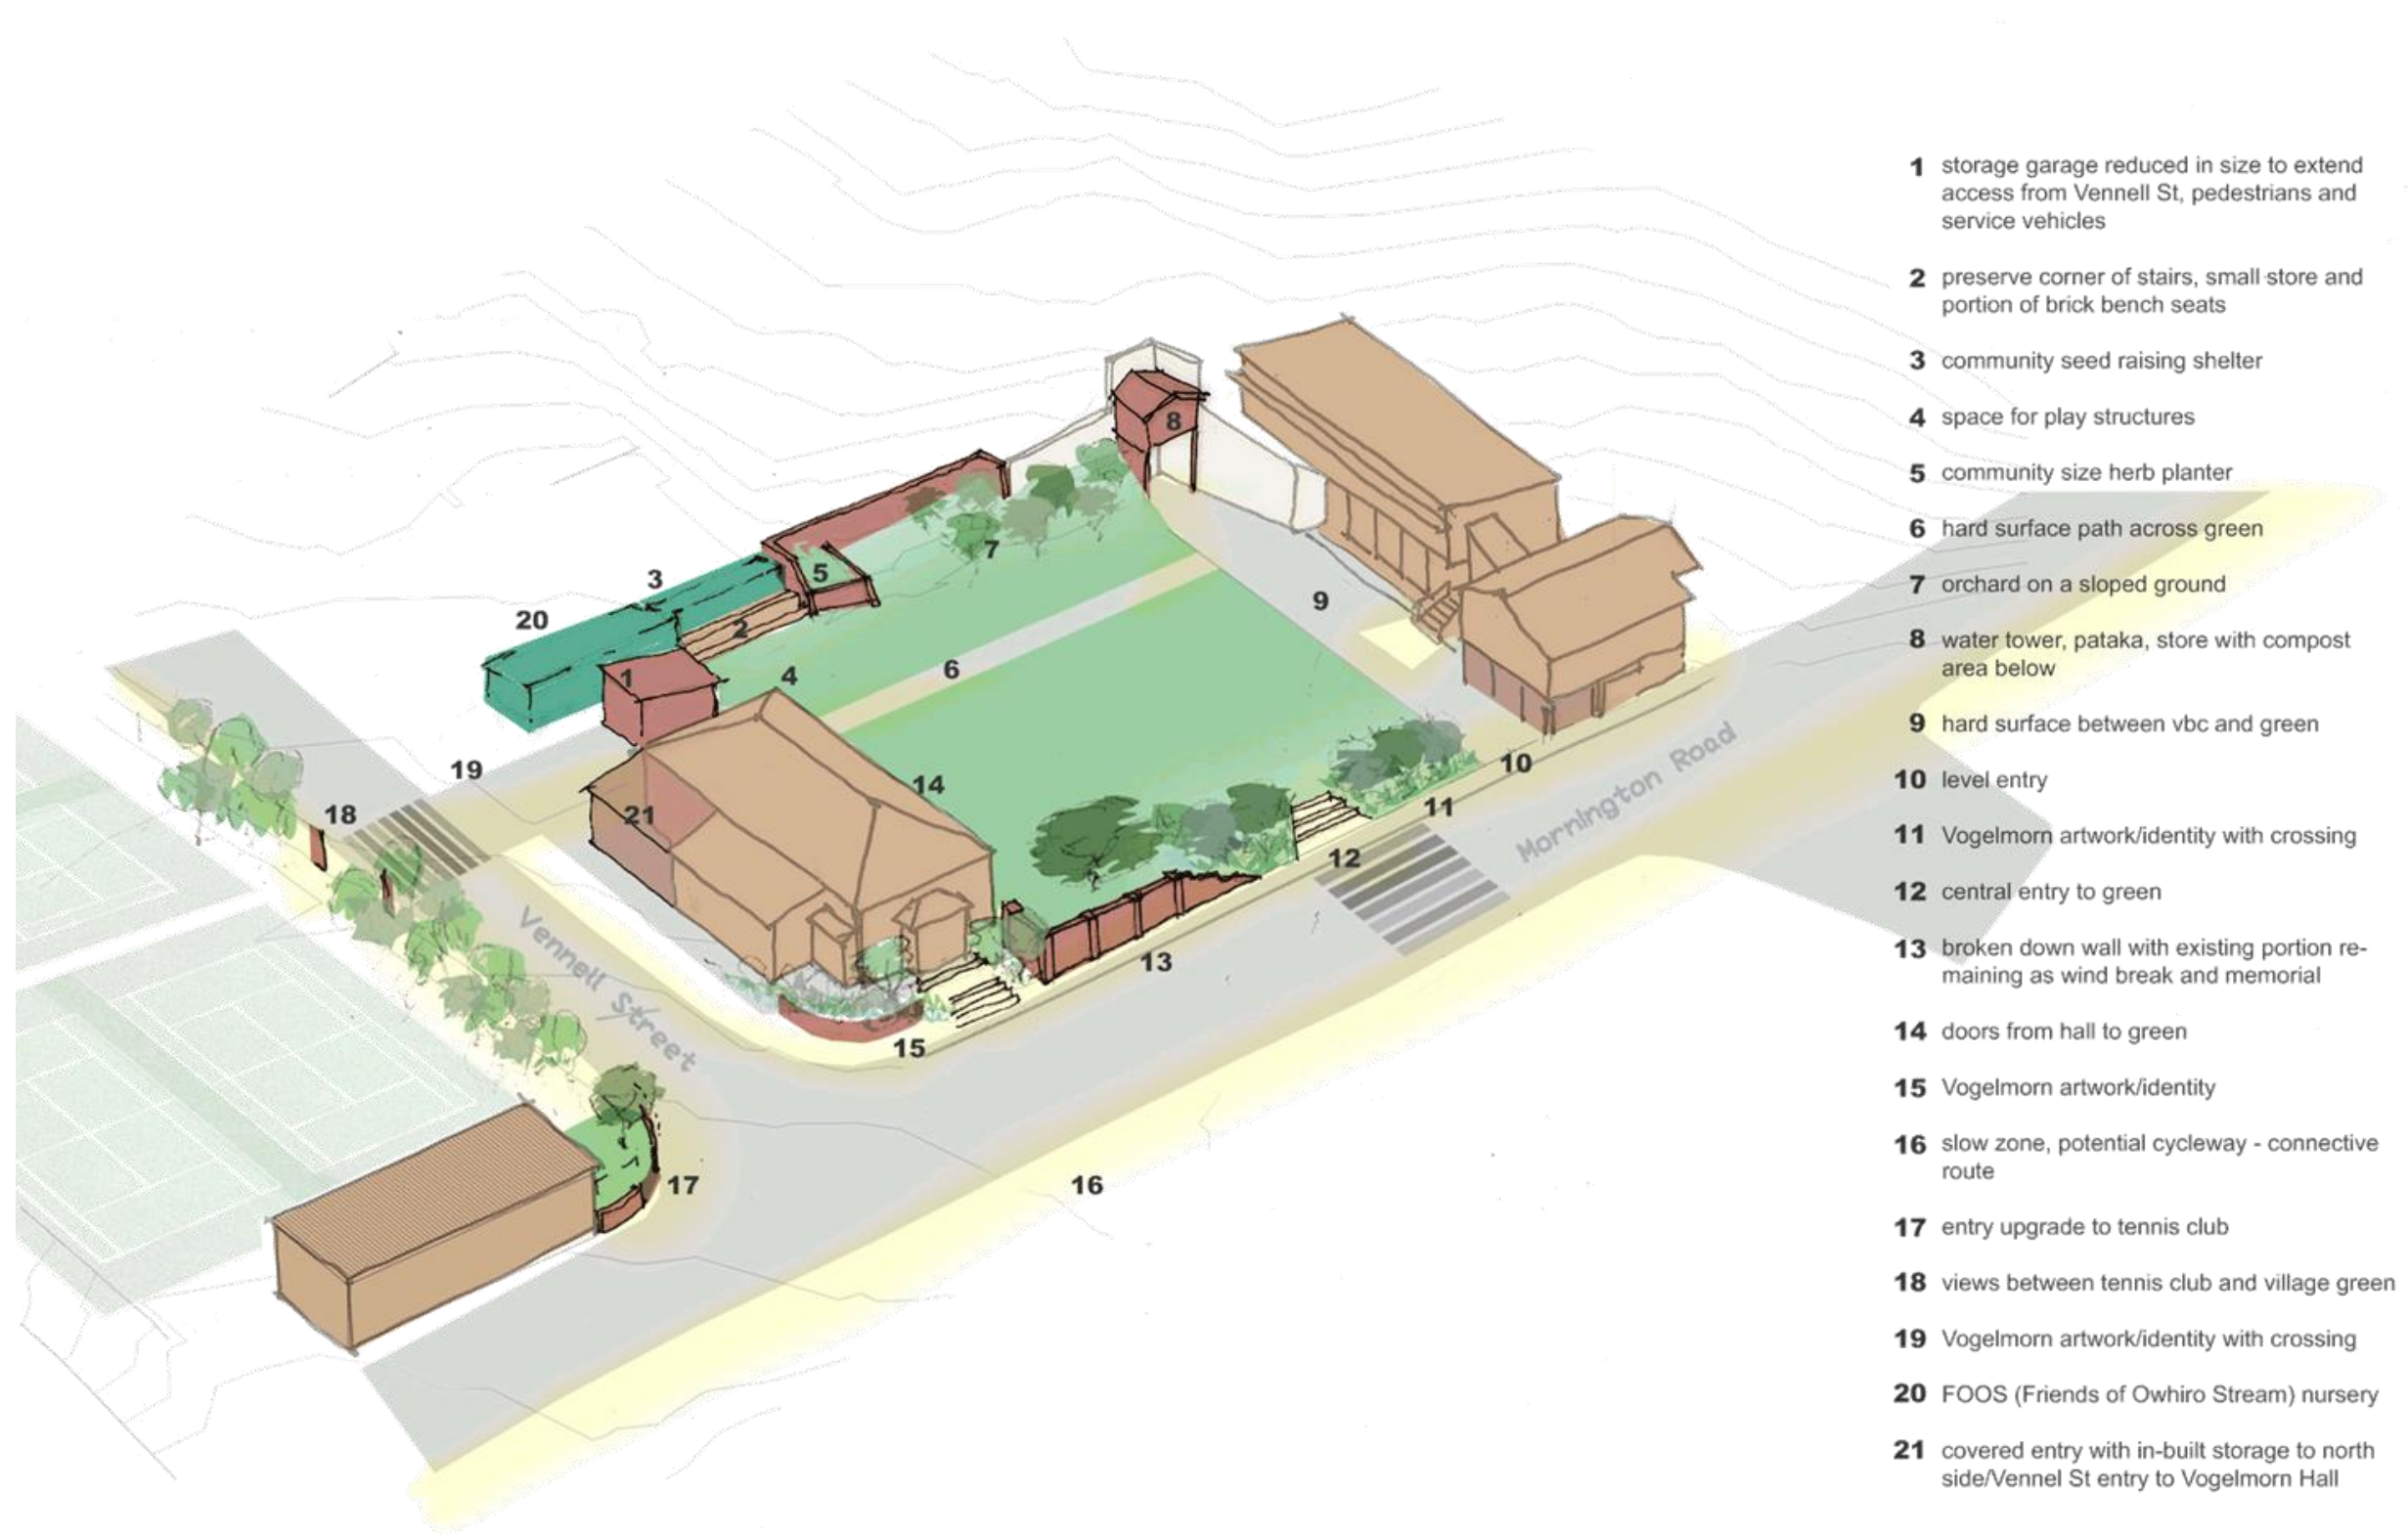 1 storage garage reduced in size to extend
access from Vennell St, pedestrians and
service vehicles
2 preserve corner of stairs, small store and
portion of brick bench seats
3 community seed raising shelter
4 space for play structures
5 community size herb planter
6 hard surface path across green
7 orchard on a sloped ground
8 water tower, pataka, store with compost
area below
9 hard surface between vbc and green
10 level entry
11 Vogelmorn artwork/identity with crossing
12 central entry to green
13 broken down wall with existing portion re-
maining as wind break and memorial
14 doors from hall to green
15 Vogelmorn artwork/identity
16 slow zone, potential cycleway - connective
route
17 entry upgrade to tennis club
18 views between tennis club and village green
19 Vogelmorn artwork/identity with crossing
20 FOOS (Friends of Owhiro Stream) nursery
21 covered entry with in-built storage to north
side/Vennel St entry to Vogelmorn Hall
8
7
5
3
9
20
2
6
4
1
Mornington Road
10
19
14
11
18
21
12
13
Vennell Street
15
17
16